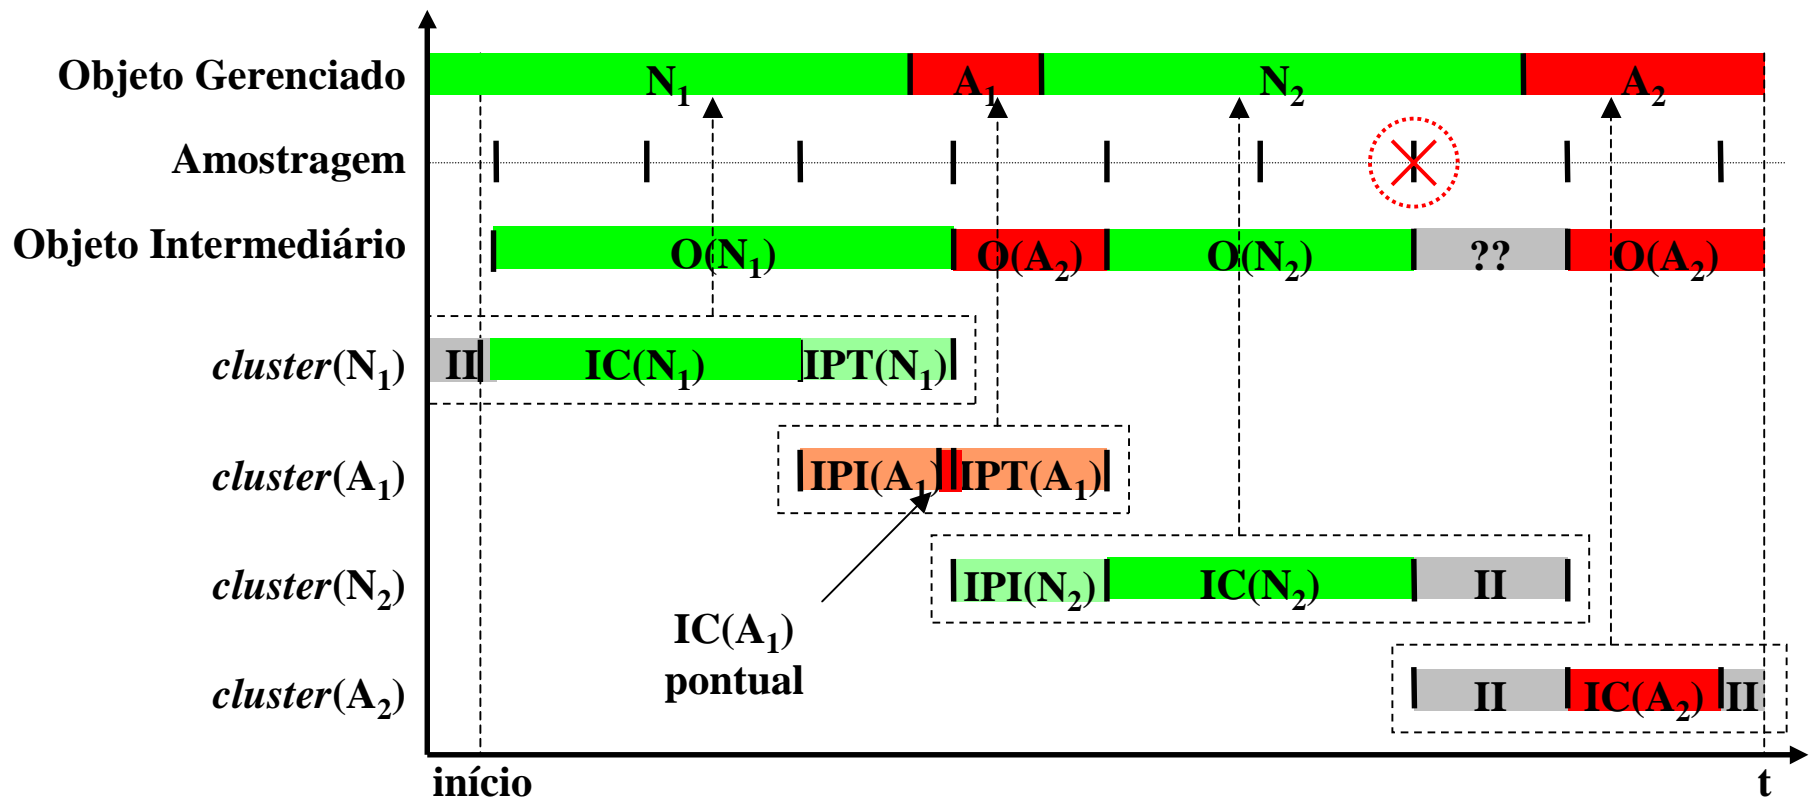 Objeto Gerenciado N₁ A₁ N₂ A₂
Amostragem
Objeto Intermediário O(N₁) O(A₂) O(N₂) ?? O(A₂)
cluster(N₁) II IC(N₁) IPT(N₁)
cluster(A₁) IPI(A₁) IPT(A₁)
cluster(N₂) IPI(N₂) IC(N₂) II
IC(A₁)
pontual
cluster(A₂) II IC(A₂) II
início t